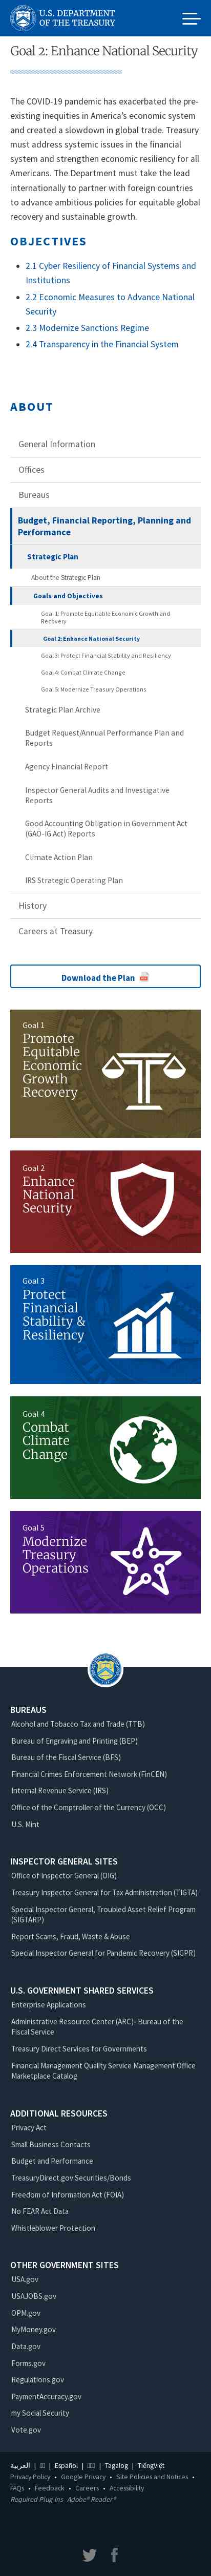 U.S. DEPARTMENT
OF THE TREASURY
Goal 2: Enhance National Security
The COVID-19 pandemic has exacerbated the pre-
existing inequities in America’s economic system and
created a slowdown in global trade. Treasury
must address systemic issues in the financial
system and strengthen economic resiliency for all
Americans. The Department must take the lead
internationally to work with foreign countries to
advance ambitious policies for equitable global
recovery and sustainable growth.
OBJECTIVES
2.1 Cyber Resiliency of Financial Systems and
Institutions
2.2 Economic Measures to Advance National
Security
2.3 Modernize Sanctions Regime
2.4 Transparency in the Financial System
ABOUT
General Information
Offices
Bureaus
Budget, Financial Reporting, Planning and
Performance
Strategic Plan
About the Strategic Plan
Goals and Objectives
Goal 1: Promote Equitable Economic Growth and
Recovery
Goal 2: Enhance National Security
Goal 3: Protect Financial Stability and Resiliency
Goal 4: Combat Climate Change
Goal 5: Modernize Treasury Operations
Strategic Plan Archive
Budget Request/Annual Performance Plan and
Reports
Agency Financial Report
Inspector General Audits and Investigative
Reports
Good Accounting Obligation in Government Act
(GAO-IG Act) Reports
Climate Action Plan
IRS Strategic Operating Plan
History
Careers at Treasury
Download the Plan
Goal 1
Promote
Equitable
Economic
Growth
Recovery
Goal 2
Enhance
National
Security
Goal 3
Protect
Financial
Stability &
Resiliency
Goal 4
Combat
Climate
Change
Goal 5
Modernize
Treasury
Operations
BUREAUS
Alcohol and Tobacco Tax and Trade (TTB)
Bureau of Engraving and Printing (BEP)
Bureau of the Fiscal Service (BFS)
Financial Crimes Enforcement Network (FinCEN)
Internal Revenue Service (IRS)
Office of the Comptroller of the Currency (OCC)
U.S. Mint
INSPECTOR GENERAL SITES
Office of Inspector General (OIG)
Treasury Inspector General for Tax Administration (TIGTA)
Special Inspector General, Troubled Asset Relief Program
(SIGTARP)
Report Scams, Fraud, Waste & Abuse
Special Inspector General for Pandemic Recovery (SIGPR)
U.S. GOVERNMENT SHARED SERVICES
Enterprise Applications
Administrative Resource Center (ARC)- Bureau of the
Fiscal Service
Treasury Direct Services for Governments
Financial Management Quality Service Management Office
Marketplace Catalog
ADDITIONAL RESOURCES
Privacy Act
Small Business Contacts
Budget and Performance
TreasuryDirect.gov Securities/Bonds
Freedom of Information Act (FOIA)
No FEAR Act Data
Whistleblower Protection
OTHER GOVERNMENT SITES
USA.gov
USAJOBS.gov
OPM.gov
MyMoney.gov
Data.gov
Forms.gov
Regulations.gov
PaymentAccuracy.gov
my Social Security
Vote.gov
العربية | | Español | | Tagalog | TiếngViệt
Privacy Policy • Google Privacy • Site Policies and Notices •
FAQs • Feedback • Careers • Accessibility
Required Plug-ins Adobe® Reader®